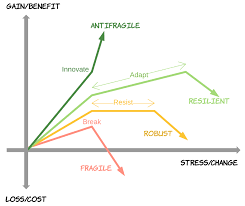 GAIN/BENEFIT
ANTIFRAGILE
Innovate
Adapt
Resist
RESILIENT
Break
ROBUST
STRESS/CHANGE
FRAGILE
LOSS/COST